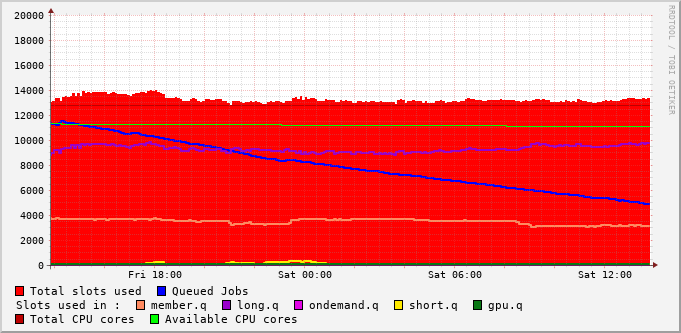 20000
18000
16000
14000
12000
10000
8000
6000
4000
2000
0
Fri 18:00 Sat 00:00 Sat 06:00 Sat 12:00
Total slots used Queued Jobs
Slots used in : member.q long.q ondemand.q short.q gpu.q
Total CPU cores Available CPU cores
RRDTOOL / TOBI OETIKER